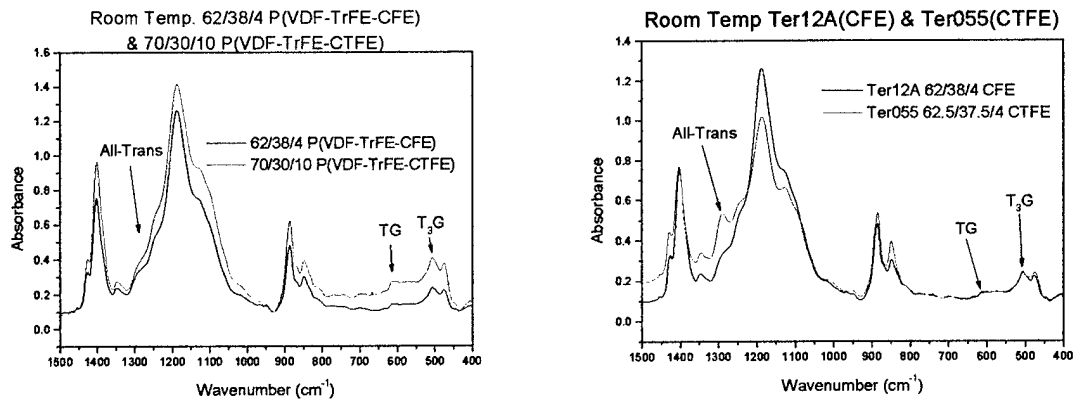 Room Temp. 62/38/4 P(VDF-TrFE-CFE)
& 70/30/10 P(VDF-TrFE-CTFE)
1.6
1.4
1.2
1.0
0.8
0.6
0.4
0.2
0.0
Absorbance
All-Trans
62/38/4 P(VDF-TrFE-CFE)
70/30/10 P(VDF-TrFE-CTFE)
TG
T3G
1500 1400 1300 1200 1100 1000 900 800 700 600 500 400
Wavenumber (cm-1)
Room Temp Ter12A(CFE) & Ter055(CTFE)
1.4
1.2
1.0
0.8
0.6
0.4
0.2
0.0
Absorbance
Ter12A 62/38/4 CFE
Ter055 62.5/37.5/4 CTFE
All-Trans
TG
T3G
1500 1400 1300 1200 1100 1000 900 800 700 600 500 400
Wavenumber (cm-1)